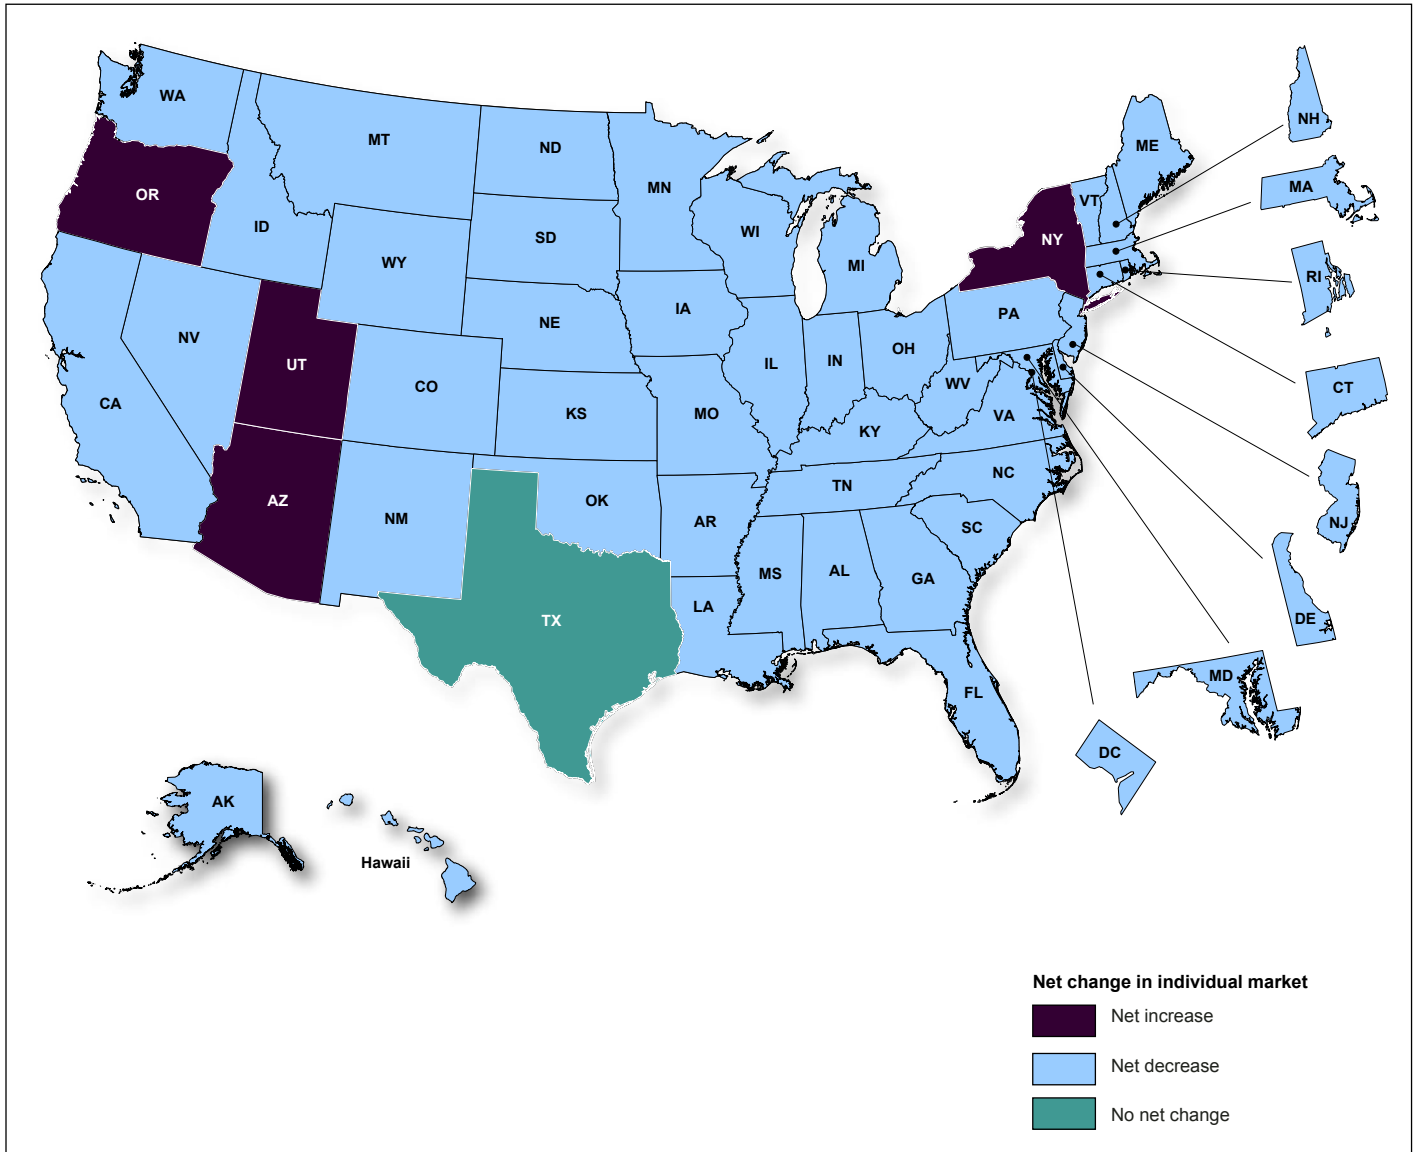 WA
MT
ND
MN
ME
NH
OR
ID
SD
WI
MI
NY
VT
MA
WY
RI
NV
UT
NE
IA
PA
CA
CO
KS
IL
IN
OH
WV
VA
CT
MO
KY
AZ
NM
OK
AR
TN
NC
SC
NJ
TX
LA
MS
AL
GA
DE
FL
MD
DC
AK
Hawaii
Net change in individual market
Net increase
Net decrease
No net change